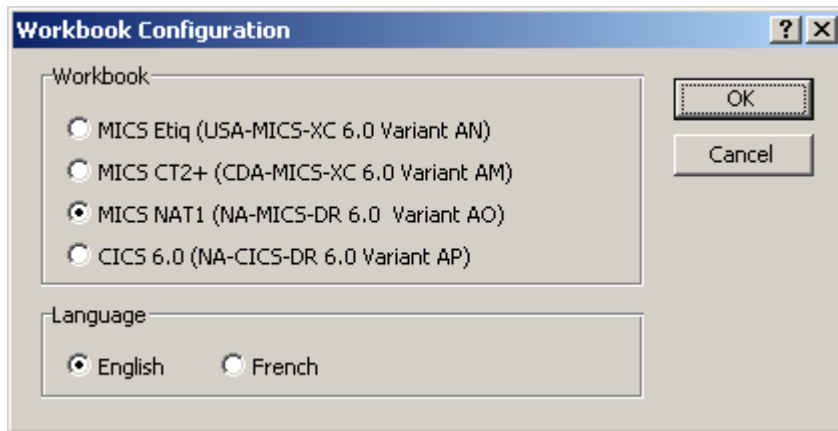 Workbook Configuration
Workbook
MICS Etiq (USA-MICS-XC 6.0 Variant AN)
MICS CT2+ (CDA-MICS-XC 6.0 Variant AM)
MICS NAT1 (NA-MICS-DR 6.0  Variant AO)
CICS 6.0 (NA-CICS-DR 6.0 Variant AP)
OK
Cancel
Language
English French